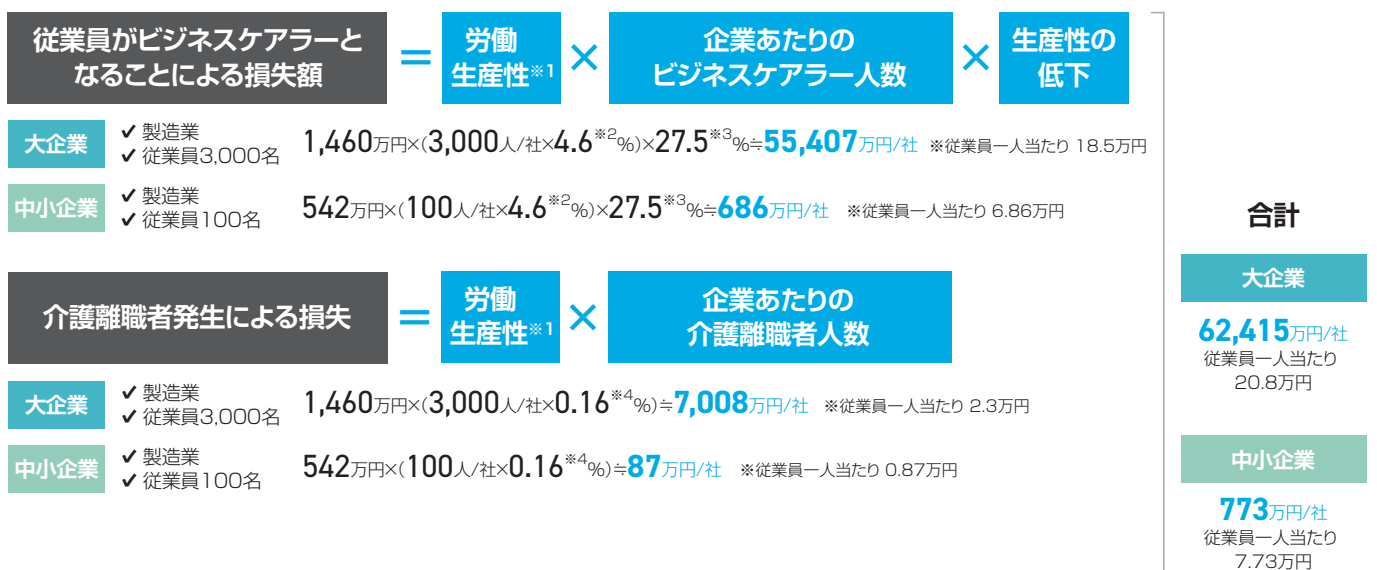 従業員がビジネスケアラーと
なることによる損失額
＝
労働
生産性※1
×
企業あたりの
ビジネスケアラー人数
×
生産性の
低下
大企業
✔ 製造業
✔ 従業員3,000名
1,460万円×(3,000人/社×4.6※2%)×27.5※3%≒55,407万円/社 ※従業員一人当たり 18.5万円
中小企業
✔ 製造業
✔ 従業員100名
542万円×(100人/社×4.6※2%)×27.5※3%≒686万円/社 ※従業員一人当たり 6.86万円
介護離職者発生による損失
＝
労働
生産性※1
×
企業あたりの
介護離職者人数
大企業
✔ 製造業
✔ 従業員3,000名
1,460万円×(3,000人/社×0.16※4%)≒7,008万円/社 ※従業員一人当たり 2.3万円
中小企業
✔ 製造業
✔ 従業員100名
542万円×(100人/社×0.16※4%)≒87万円/社 ※従業員一人当たり 0.87万円
合計
大企業
62,415万円/社
従業員一人当たり
20.8万円
中小企業
773万円/社
従業員一人当たり
7.73万円